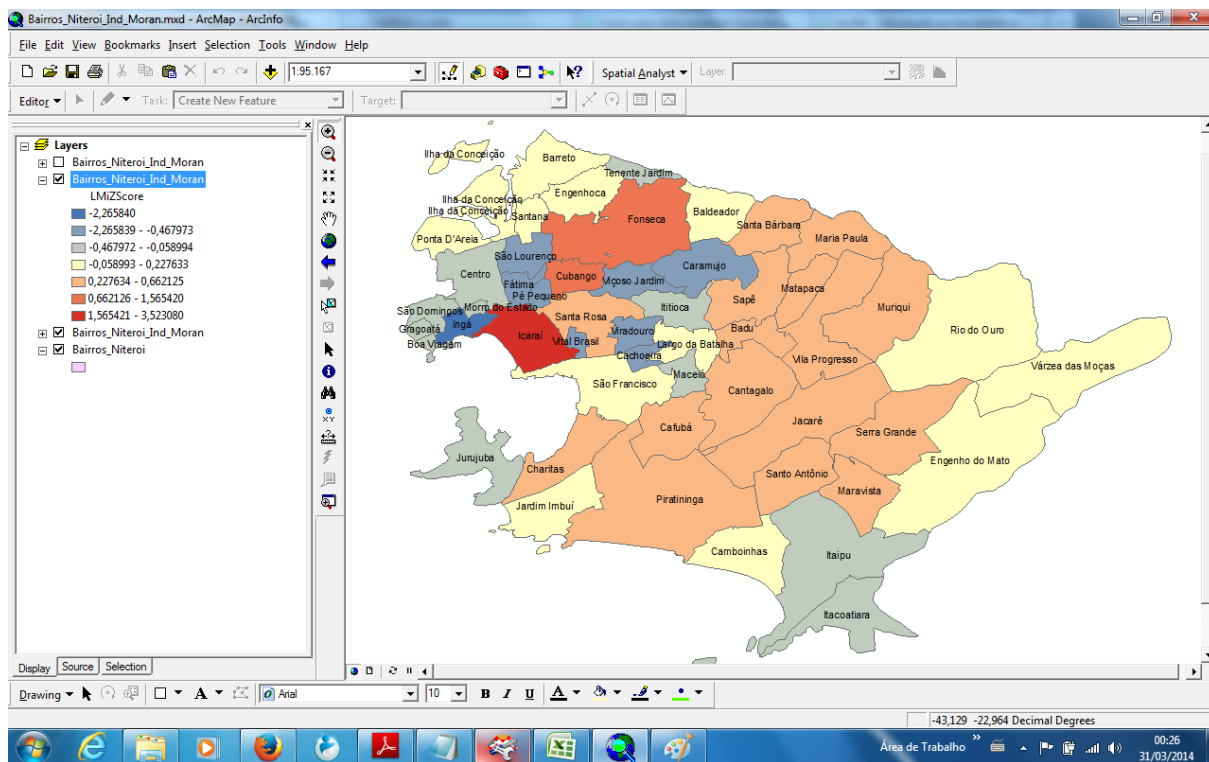 Bairros_Niteroi_Ind_Moran.mxd - ArcMap - ArcInfo
File Edit View Bookmarks Insert Selection Tools Window Help
1:95.167 Spatial Analyst Layer:
Editor Task: Create New Feature Target:
Layers
Bairros_Niteroi_Ind_Moran
Bairros_Niteroi_Ind_Moran
LMiZScore
-2,265840
-2,265839 - -0,467973
-0,467972 - -0,058994
-0,058993 - 0,227633
0,227634 - 0,662125
0,662126 - 1,565420
1,565421 - 3,523080
Bairros_Niteroi_Ind_Moran
Bairros_Niteroi
Ilha da Conceição
Barreto
Tenente Jardim
Engenhoca
Ilha da Conceição
Ilha da Conceição
Santana
Fonseca
Baldeador
Santa Bárbara
Maria Paula
Ponta D'Areia
São Lourenço
Centro
Fátima
Cubango
Viçoso Jardim
Caramujo
Pé Pequeno
Matapaca
Sapê
Muriqui
São Domingos
Morro do Estado
Ititioca
Gragoatá
Ingá
Santa Rosa
Badu
Rio do Ouro
Boa Viagem
Icaraí
Vital Brasil
Viradouro
Largo da Batalha
Cachoeira
Vila Progresso
Várzea das Moças
São Francisco
Maceió
Cantagalo
Cafubá
Jacaré
Serra Grande
Jurujuba
Charitas
Engenho do Mato
Santo Antônio
Maravista
Piratininga
Jardim Imbuí
Camboinhas
Itaipu
Itacoatiara
Display Source Selection
Drawing A Arial 10 B I U A
-43,129 -22,964 Decimal Degrees
Área de Trabalho » 00:26
31/03/2014